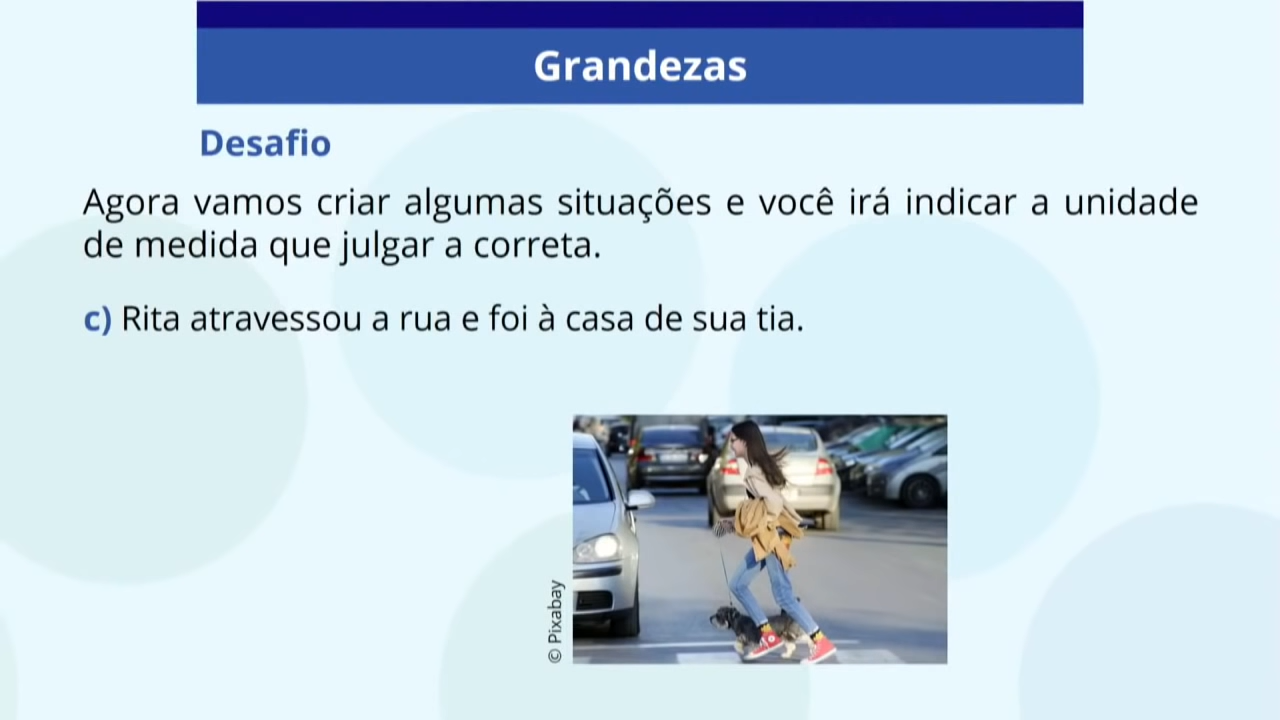 Grandezas
Desafio
Agora vamos criar algumas situações e você irá indicar a unidade
de medida que julgar a correta.
c) Rita atravessou a rua e foi à casa de sua tia.
© Pixabay